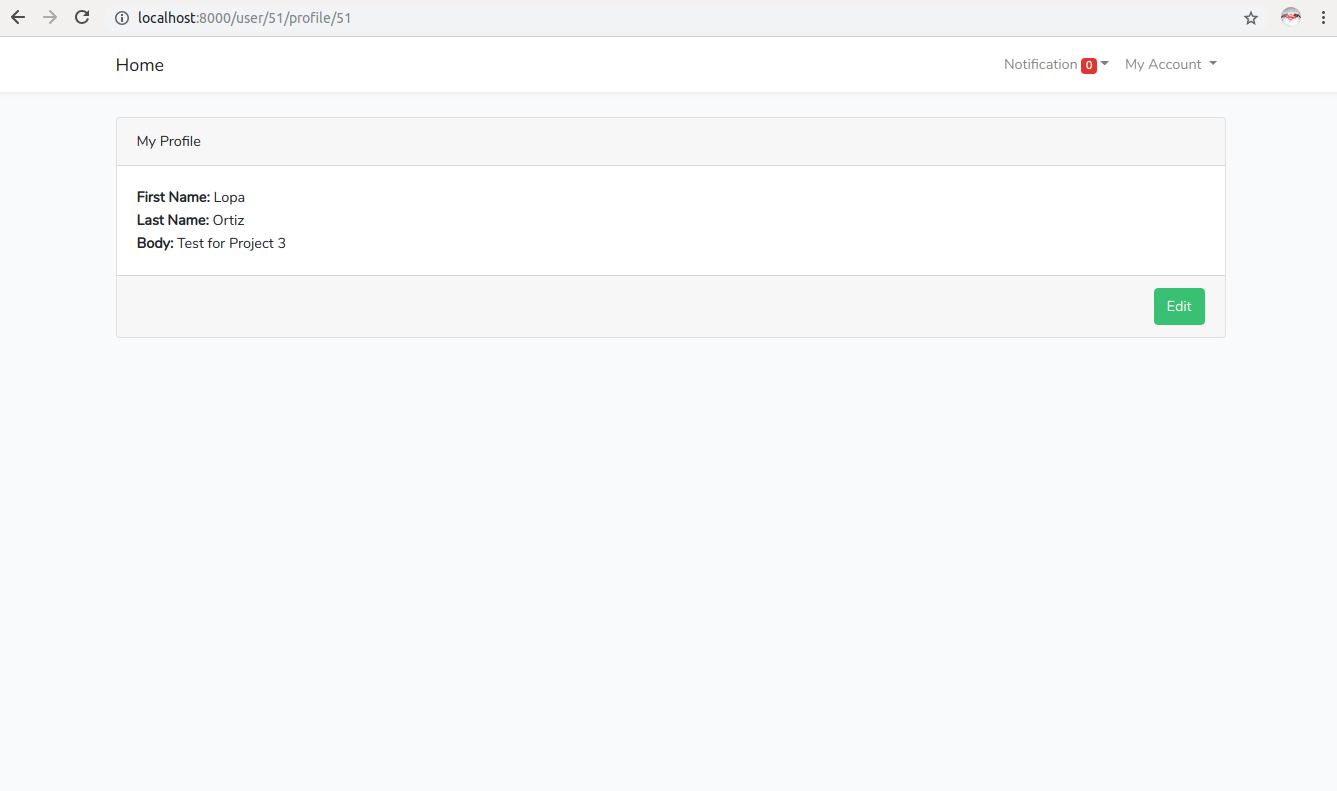 localhost:8000/user/51/profile/51
Home
Notification 0
My Account
My Profile
First Name: Lopa
Last Name: Ortiz
Body: Test for Project 3
Edit